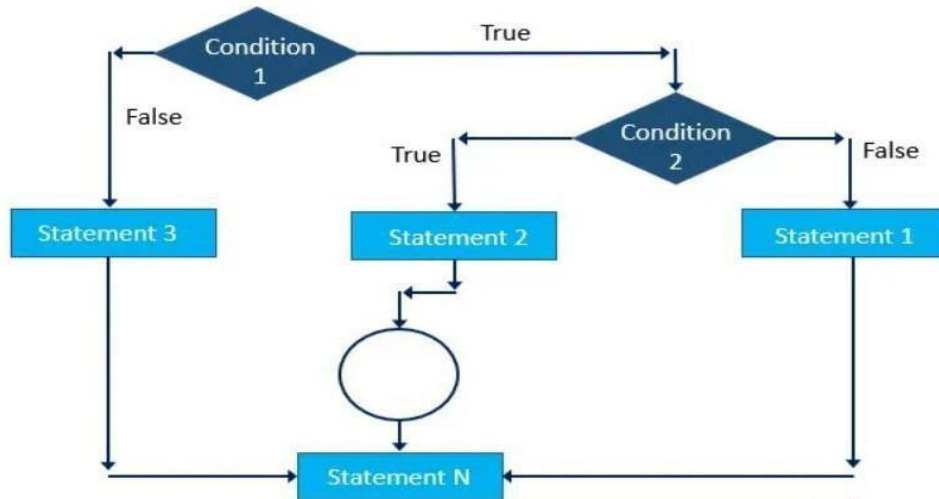 Condition
1
True
False
Condition
2
True
False
Statement 3
Statement 2
Statement 1
Statement N